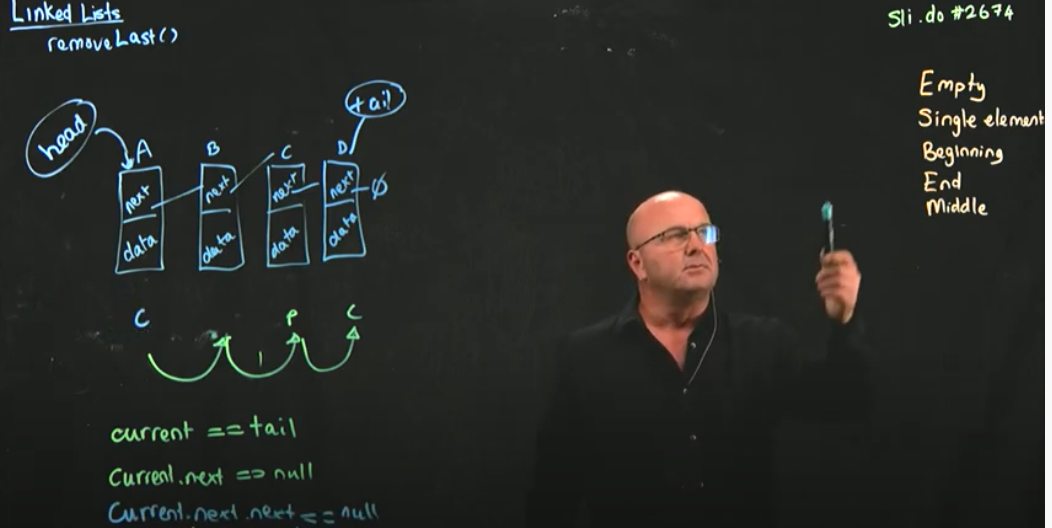 Linked Lists
removeLast()
Sli.do #2674
Empty
Single element
Beginning
End
Middle
head
tail
A B C D
next next next next ∅
data data data data
C P C
current == tail
Current.next => null
Current.next.next == null